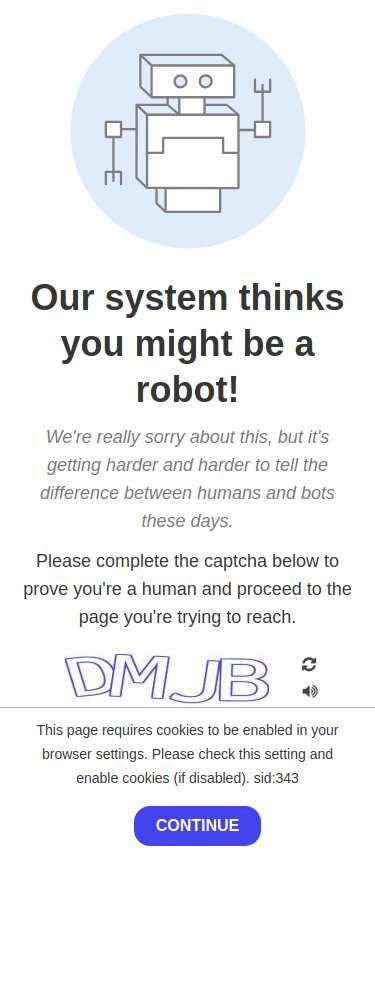 Our system thinks
you might be a
robot!
We're really sorry about this, but it's
getting harder and harder to tell the
difference between humans and bots
these days.
Please complete the captcha below to
prove you're a human and proceed to the
page you're trying to reach.
DMJB
This page requires cookies to be enabled in your
browser settings. Please check this setting and
enable cookies (if disabled). sid:343
CONTINUE